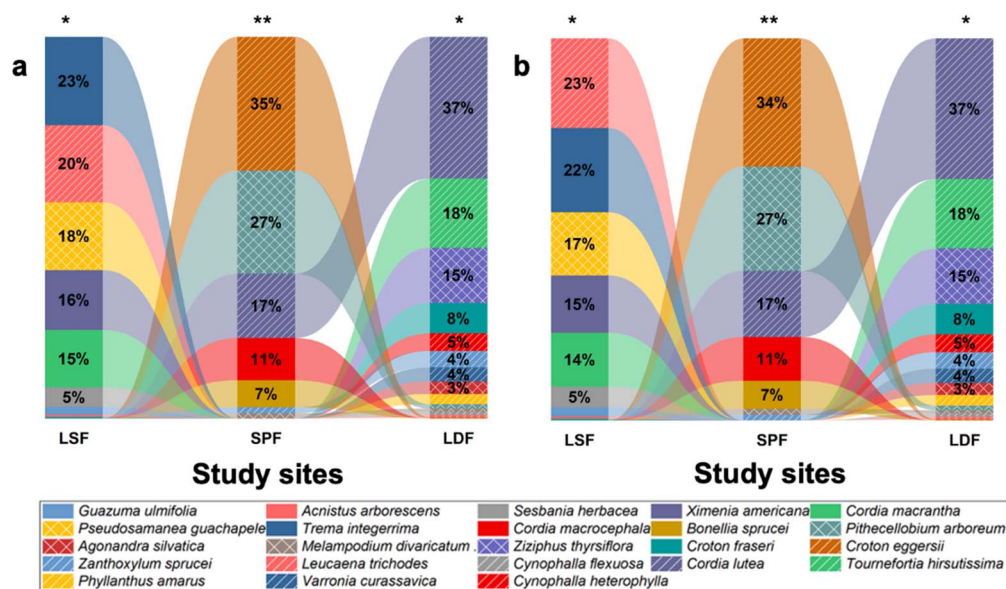 * ** * * ** *
a b
23% 35% 37% 23% 34% 37%
20% 22%
18% 27% 18% 17% 27% 18%
16% 17% 15% 15% 17% 15%
8% 8%
15% 11% 5% 14% 11% 5%
4% 4%
4% 4%
5% 7% 3% 5% 7% 3%
LSF SPF LDF LSF SPF LDF
Study sites Study sites
Guazuma ulmifolia Acnistus arborescens Sesbania herbacea Ximenia americana Cordia macrantha
Pseudosamanea guachapele Trema integerrima Cordia macrocephala Bonellia sprucei Pithecellobium arboreum
Agonandra silvatica Melampodium divaricatum . Ziziphus thyrsiflora Croton fraseri Croton eggersii
Zanthoxylum sprucei Leucaena trichodes Cynophalla flexuosa Cordia lutea Tournefortia hirsutissima
Phyllanthus amarus Varronia curassavica Cynophalla heterophylla